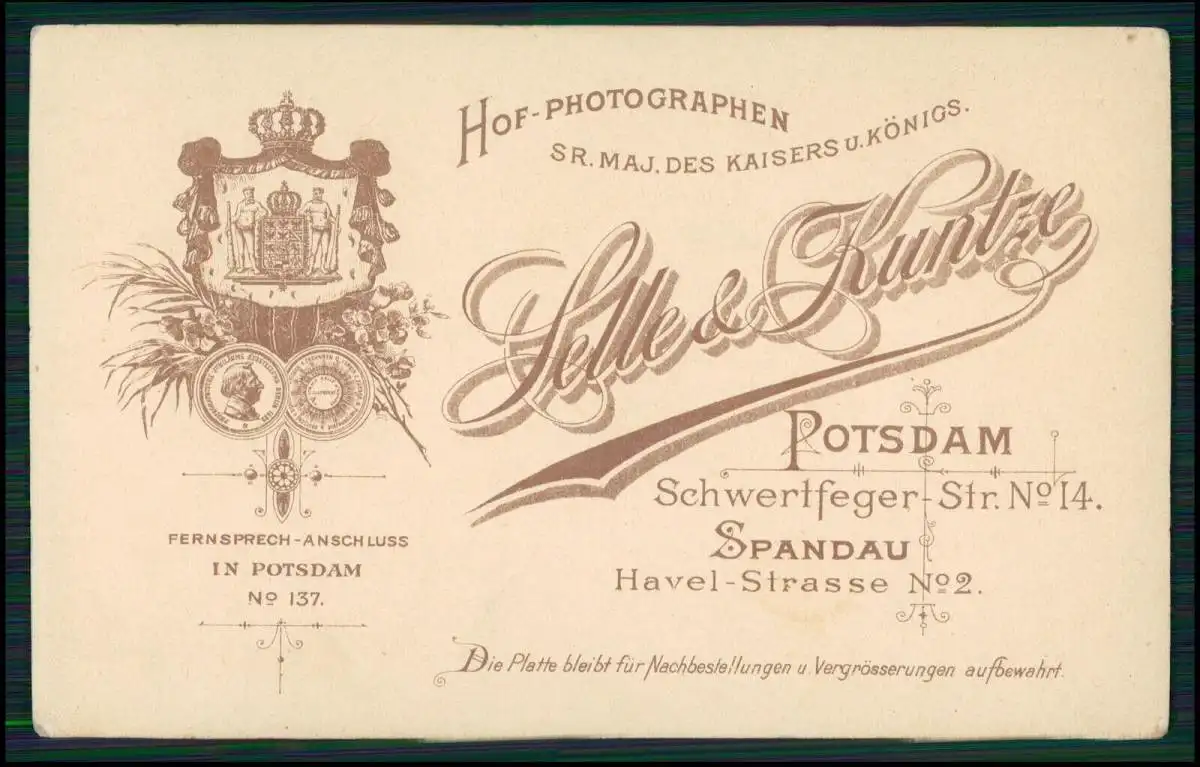 HOF-PHOTOGRAPHEN
SR. MAJ. DES KAISERS U. KÖNIGS.
Selle & Kuntze
POTSDAM
Schwertfeger-Str. No 14.
SPANDAU
Havel-Strasse No 2.
FERNSPRECH-ANSCHLUSS
IN POTSDAM
No 137.
Die Platte bleibt für Nachbestellungen u. Vergrösserungen aufbewahrt.